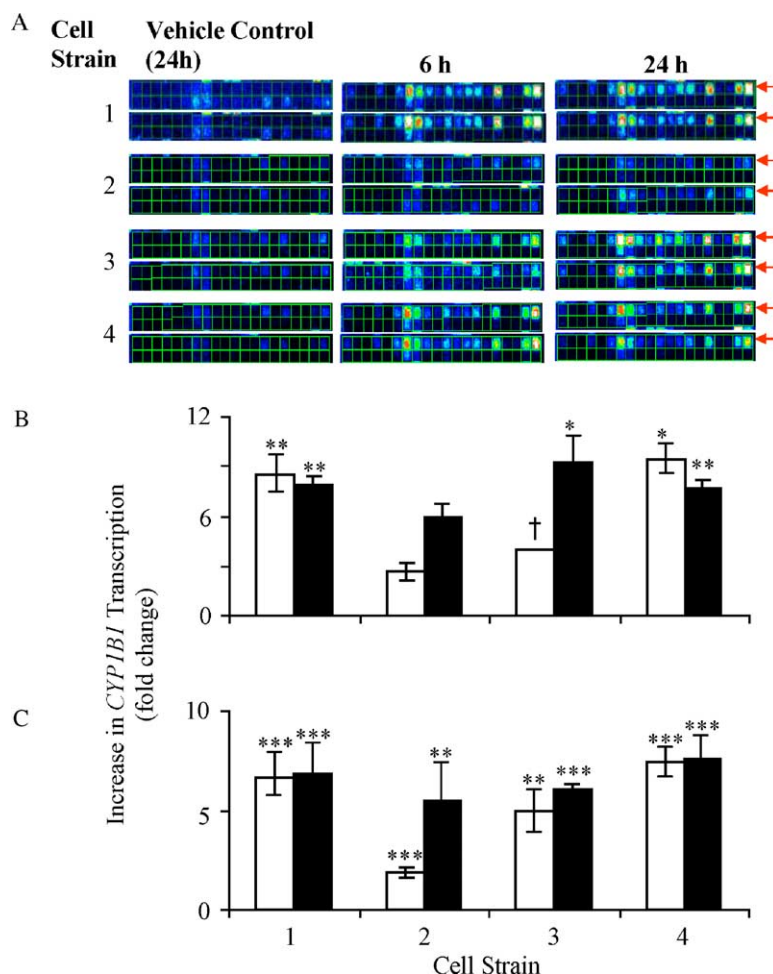 A
Cell Strain
Vehicle Control (24h)
6 h
24 h
1
2
3
4
B
Increase in CYP1B1 Transcription
(fold change)
12
6
0
**
**
†
*
*
**
C
10
5
0
***
***
***
**
**
***
***
***
1
2
3
4
Cell Strain